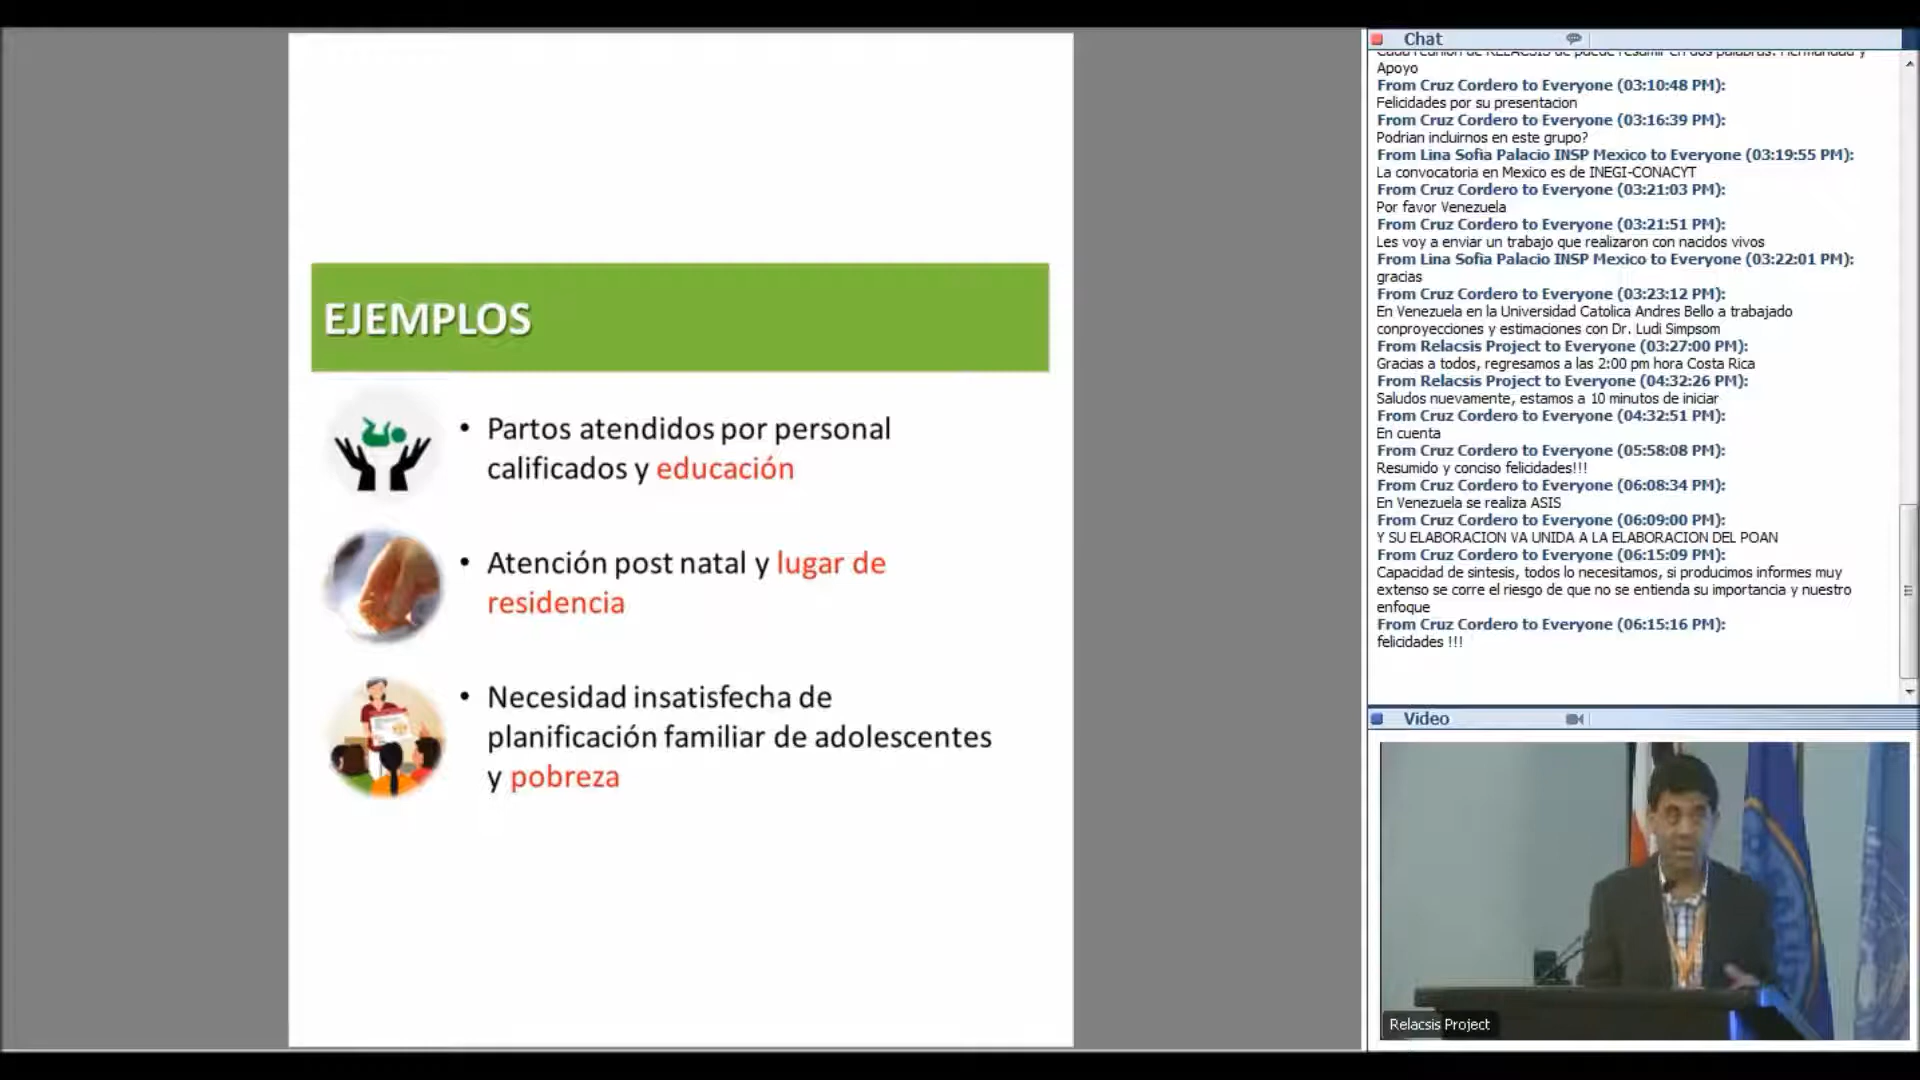 EJEMPLOS
• Partos atendidos por personal
calificados y educación
• Atención post natal y lugar de
residencia
• Necesidad insatisfecha de
planificación familiar de adolescentes
y pobreza
Chat
Cada reunion de RELACSIS de puede resumir en dos palabras: Hermandad y
Apoyo
From Cruz Cordero to Everyone (03:10:48 PM):
Felicidades por su presentacion
From Cruz Cordero to Everyone (03:16:39 PM):
Podrian incluirnos en este grupo?
From Lina Sofia Palacio INSP Mexico to Everyone (03:19:55 PM):
La convocatoria en Mexico es de INEGI-CONACYT
From Cruz Cordero to Everyone (03:21:03 PM):
Por favor Venezuela
From Cruz Cordero to Everyone (03:21:51 PM):
Les voy a enviar un trabajo que realizaron con nacidos vivos
From Lina Sofia Palacio INSP Mexico to Everyone (03:22:01 PM):
gracias
From Cruz Cordero to Everyone (03:23:12 PM):
En Venezuela en la Universidad Catolica Andres Bello a trabajado
conproyecciones y estimaciones con Dr. Ludi Simpsom
From Relacsis Project to Everyone (03:27:00 PM):
Gracias a todos, regresamos a las 2:00 pm hora Costa Rica
From Relacsis Project to Everyone (04:32:26 PM):
Saludos nuevamente, estamos a 10 minutos de iniciar
From Cruz Cordero to Everyone (04:32:51 PM):
En cuenta
From Cruz Cordero to Everyone (05:58:08 PM):
Resumido y conciso felicidades!!!
From Cruz Cordero to Everyone (06:08:34 PM):
En Venezuela se realiza ASIS
From Cruz Cordero to Everyone (06:09:00 PM):
Y SU ELABORACION VA UNIDA A LA ELABORACION DEL POAN
From Cruz Cordero to Everyone (06:15:09 PM):
Capacidad de sintesis, todos lo necesitamos, si producimos informes muy
extenso se corre el riesgo de que no se entienda su importancia y nuestro
enfoque
From Cruz Cordero to Everyone (06:15:16 PM):
felicidades !!!
Video
Relacsis Project